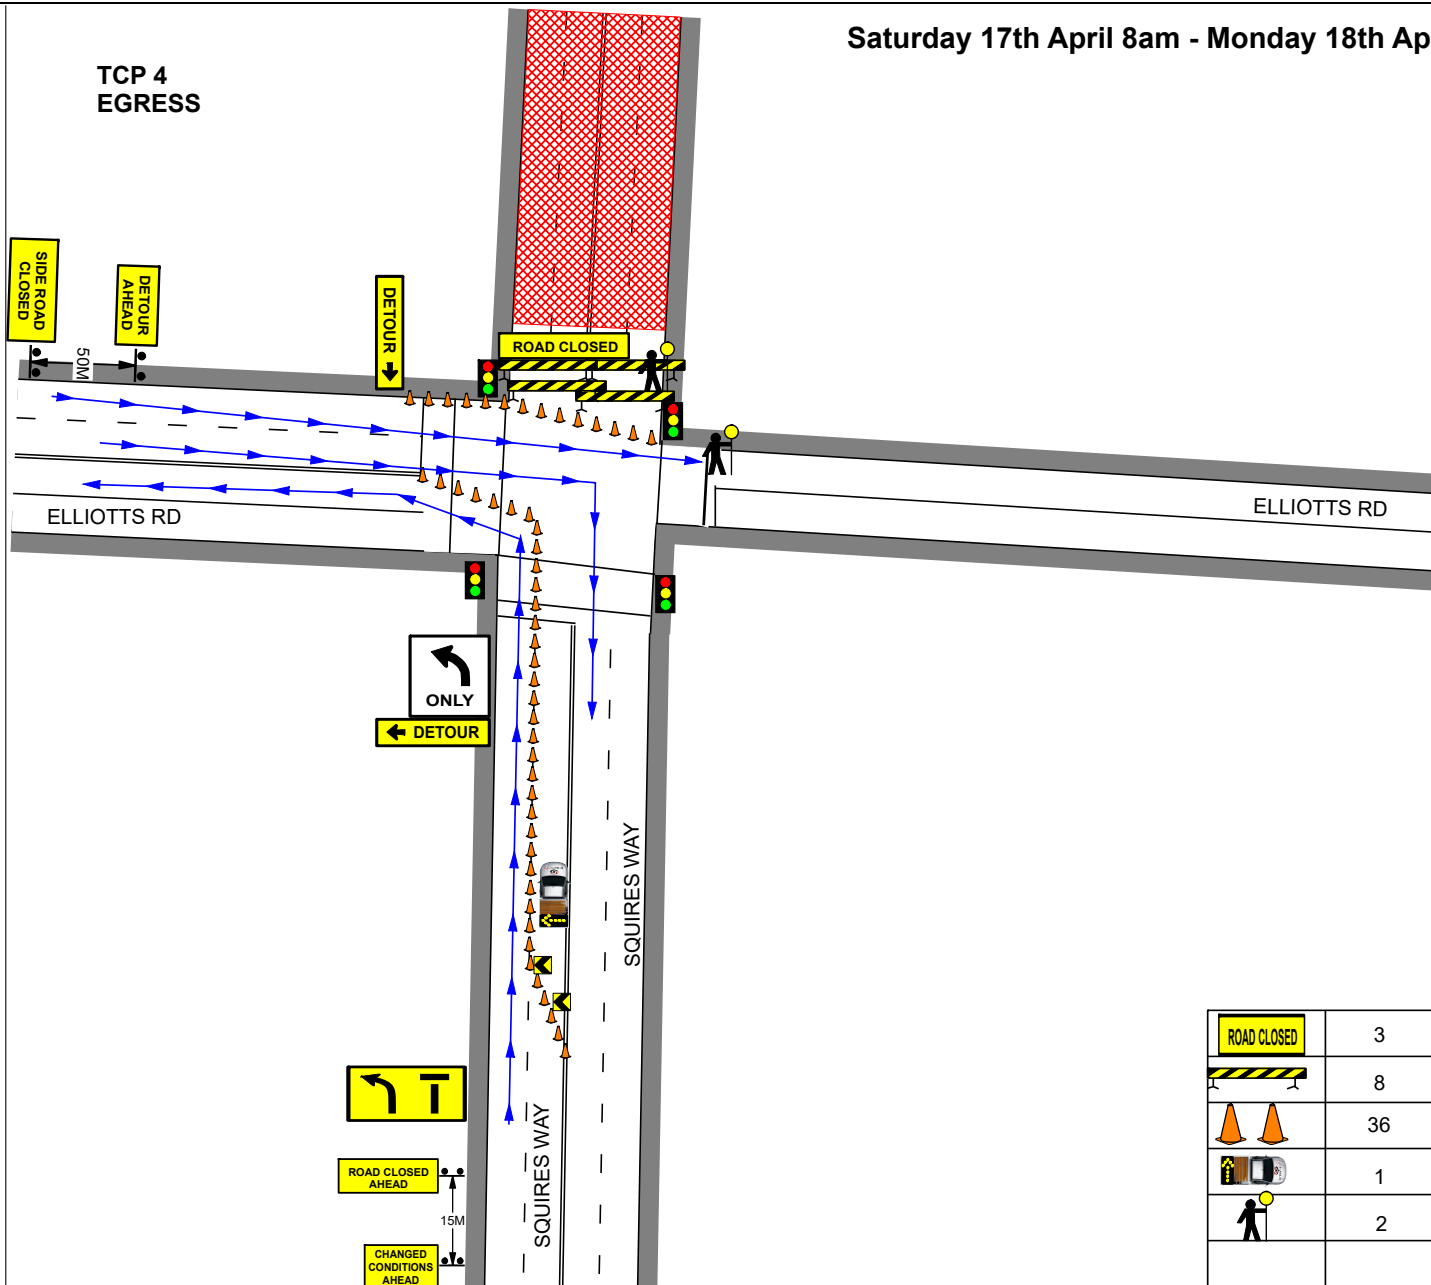 Saturday 17th April 8am - Monday 18th Ap
TCP 4
EGRESS
SIDE ROAD
CLOSED
DETOUR
AHEAD
50M
DETOUR
ROAD CLOSED
ELLIOTTS RD
ELLIOTTS RD
ONLY
DETOUR
SQUIRES WAY
ROAD CLOSED
AHEAD
15M
CHANGED
CONDITIONS
AHEAD
SQUIRES WAY
ROAD CLOSED 3
8
36
1
2